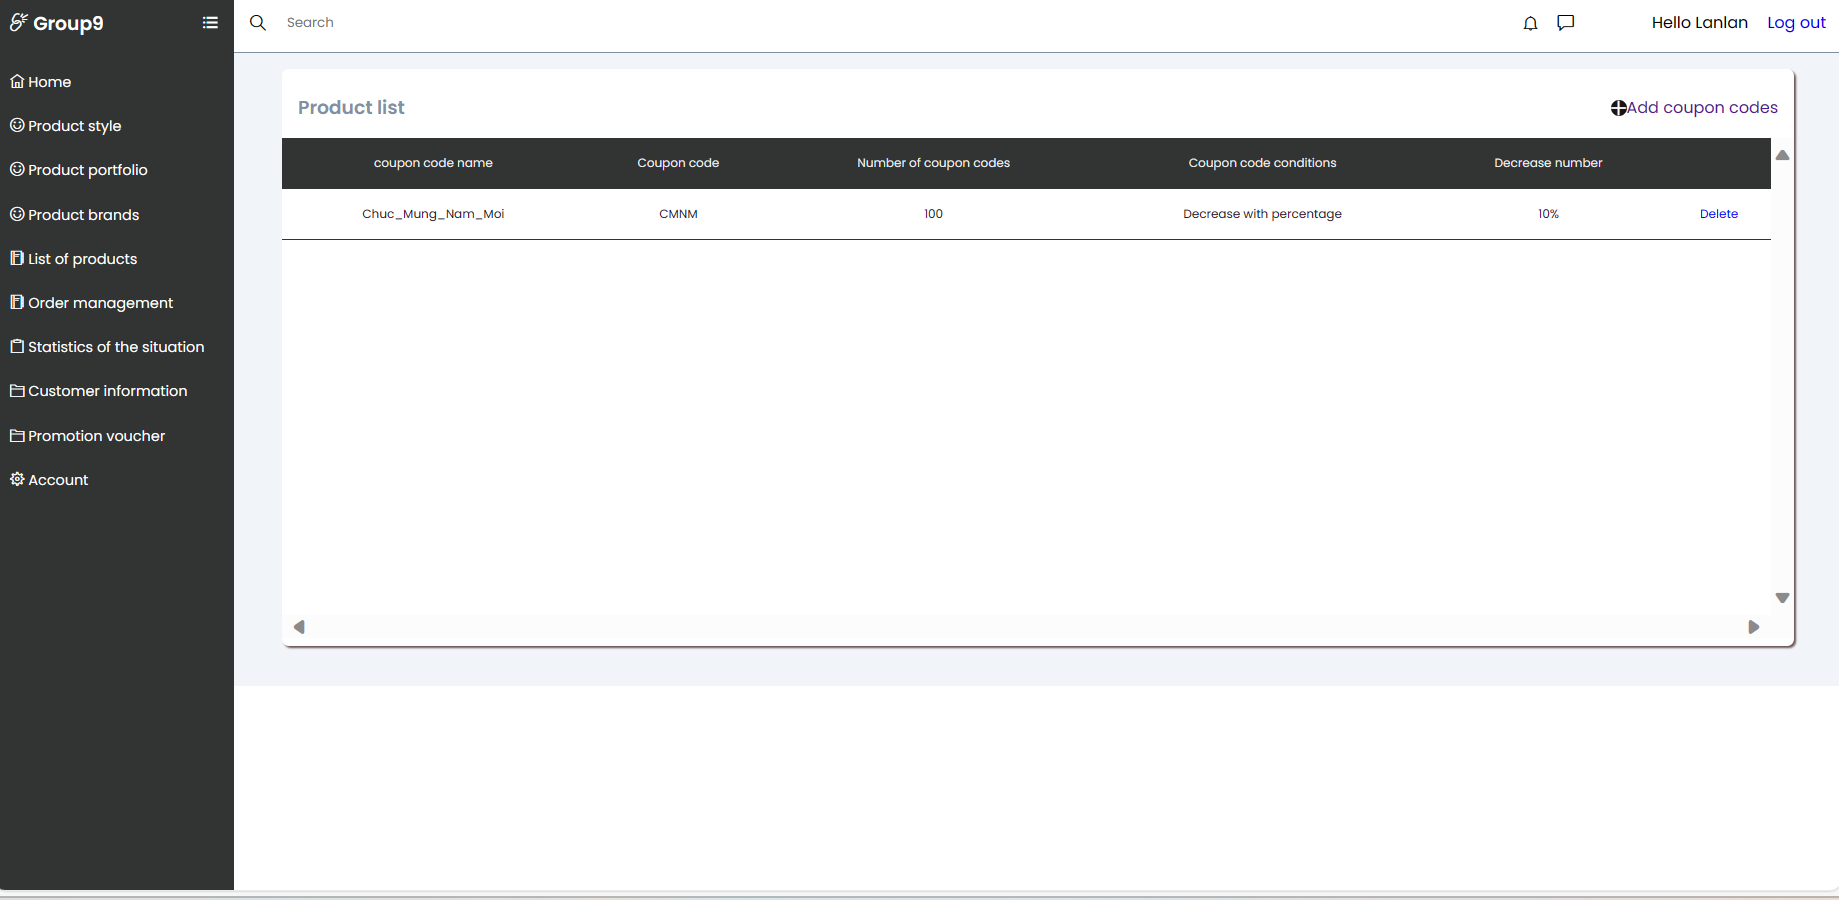 Group9
Search
Hello Lanlan Log out
Home
Product style
Product portfolio
Product brands
List of products
Order management
Statistics of the situation
Customer information
Promotion voucher
Account
Product list
Add coupon codes
coupon code name Coupon code Number of coupon codes Coupon code conditions Decrease number
Chuc_Mung_Nam_Moi CMNM 100 Decrease with percentage 10% Delete